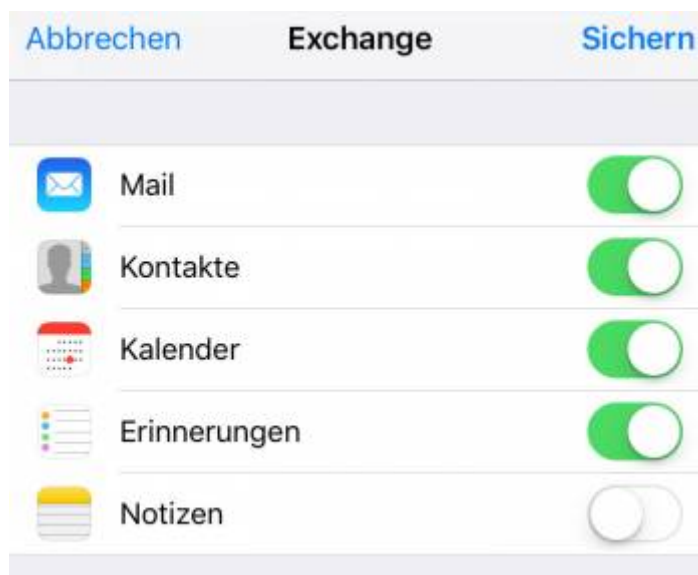 Abbrechen Exchange Sichern
Mail
Kontakte
Kalender
Erinnerungen
Notizen